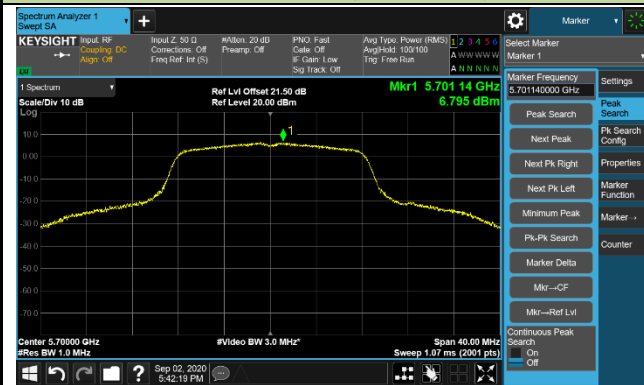 Spectrum Analyzer 1
Swept SA
+
Marker
KEYSIGHT
Input: RF
Coupling: DC
Align: Off
Input Z: 50 Ω
Corrections: Off
Freq Ref: Int (S)
#Atten: 20 dB
Preamp: Off
PNO: Fast
Gate: Off
IF Gain: Low
Sig Track: Off
Avg Type: Power (RMS)
Avg|Hold: 100/100
Trig: Free Run
1 2 3 4 5 6
A W W W W W
A N N N N N
Select Marker
Marker 1
1 Spectrum
Scale/Div 10 dB
Log
Ref Lvl Offset 21.50 dB
Ref Level 20.00 dBm
Mkr1 5.701 14 GHz
6.795 dBm
10.0
0.00
-10.0
-20.0
-30.0
-40.0
-50.0
-60.0
-70.0
1
Center 5.70000 GHz
#Res BW 1.0 MHz
#Video BW 3.0 MHz*
Span 40.00 MHz
Sweep 1.07 ms (2001 pts)
Marker Frequency
5.701140000 GHz
Peak Search
Next Peak
Next Pk Right
Next Pk Left
Minimum Peak
Pk-Pk Search
Marker Delta
Mkr→CF
Mkr→Ref Lvl
Continuous Peak
Search
On
Off
Settings
Peak
Search
Pk Search
Config
Properties
Marker
Function
Marker→
Counter
?
Sep 02, 2020
5:42:19 PM